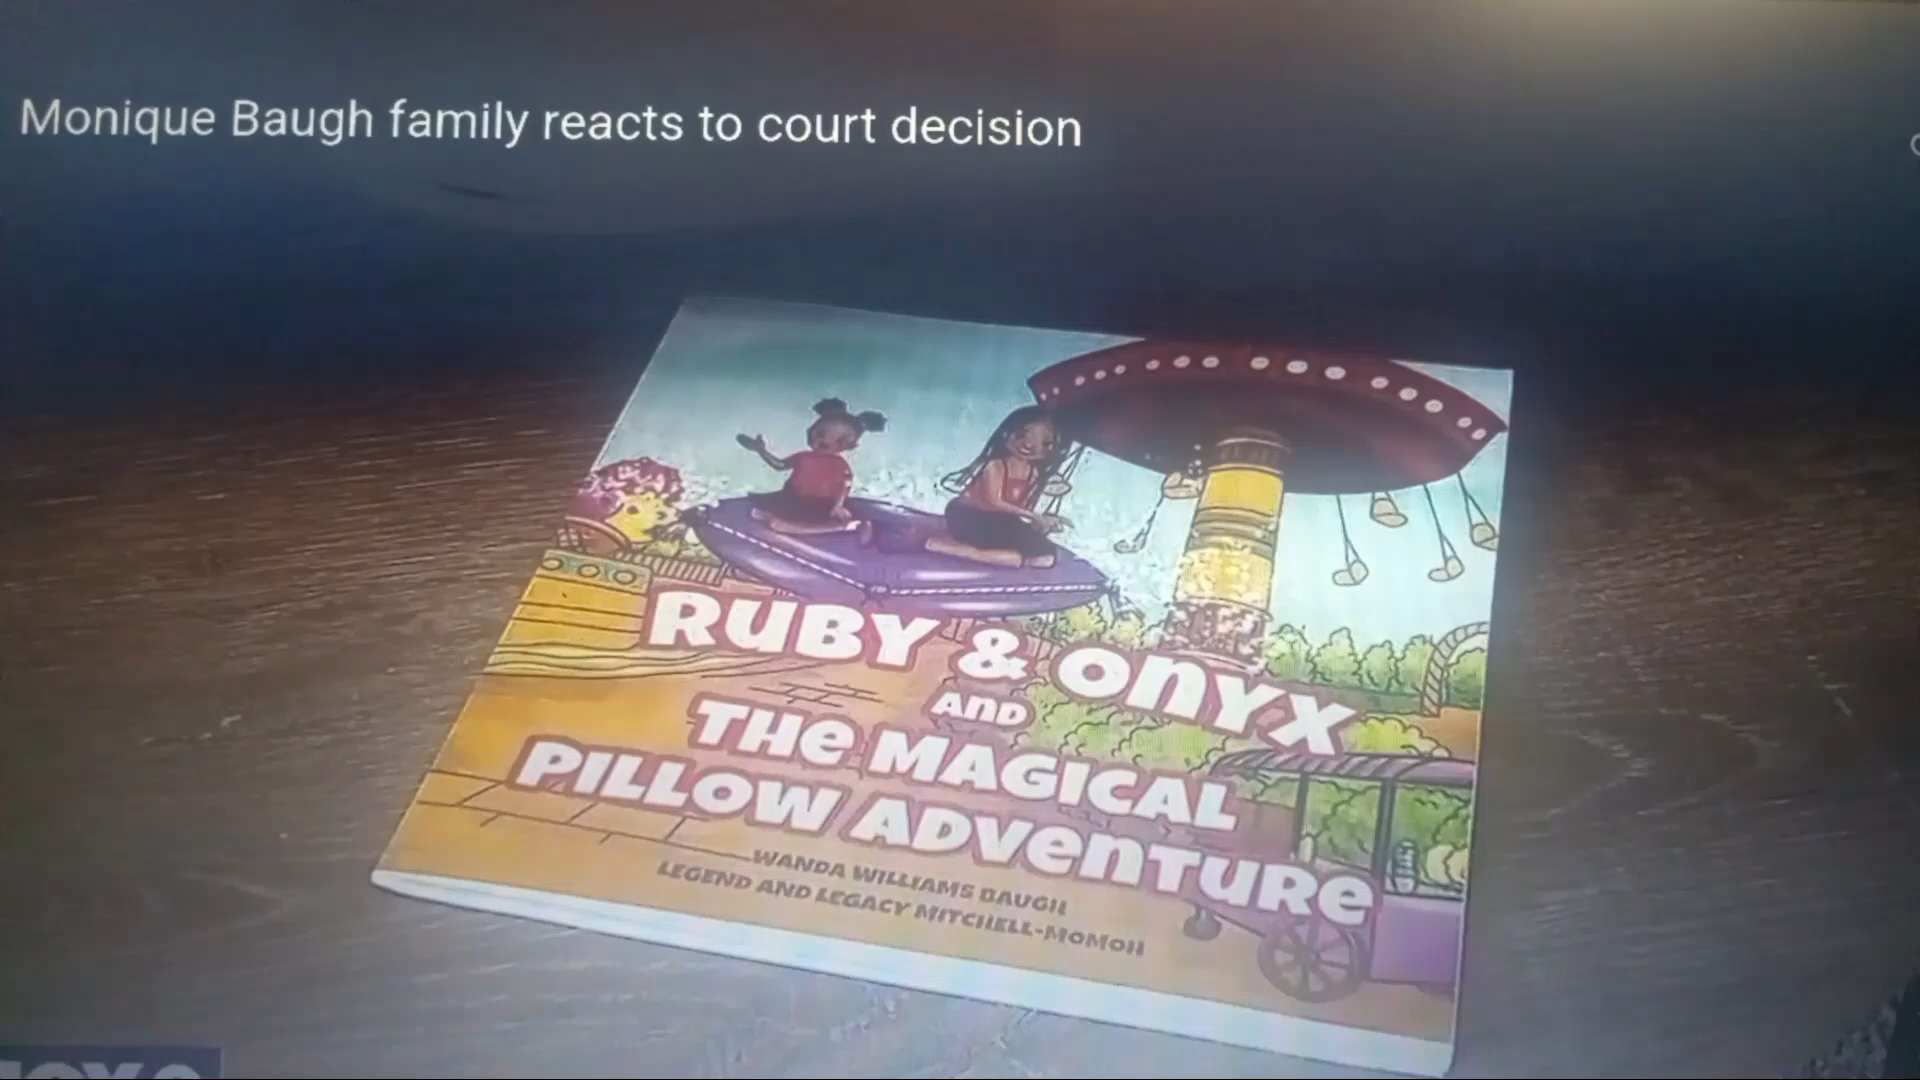 Monique Baugh family reacts to court decision
RUBY & ONYX
AND
THE MAGICAL
PILLOW ADVENTURE
WANDA WILLIAMS BAUGH
LEGEND AND LEGACY MITCHELL-MOMOH